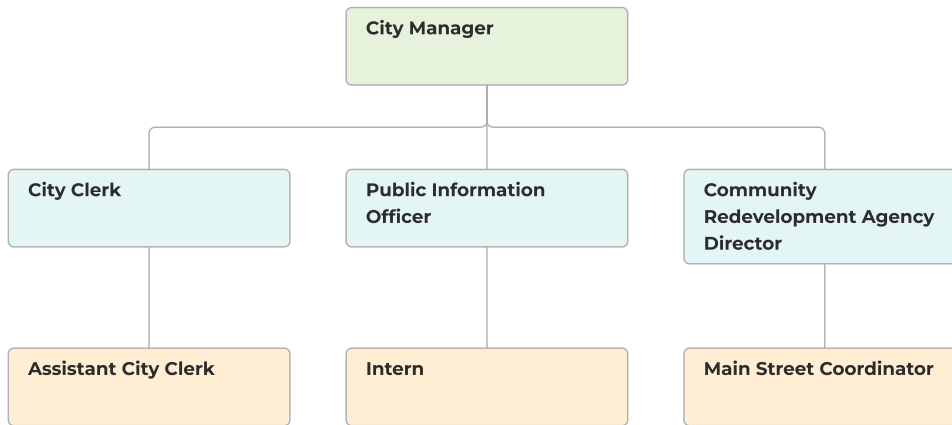 City Manager
City Clerk
Public Information
Officer
Community
Redevelopment Agency
Director
Assistant City Clerk
Intern
Main Street Coordinator